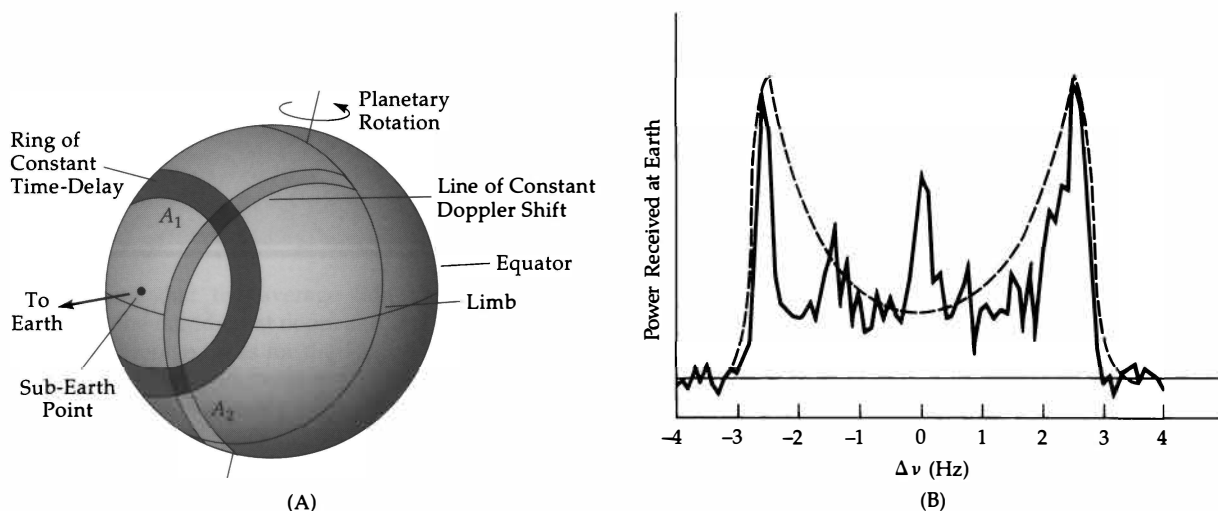 Planetary
Rotation
Ring of
Constant
Time-Delay
A₁
Line of Constant
Doppler Shift
Equator
Limb
To
Earth
Sub-Earth
Point
A₂
(A)
Power Received at Earth
–4 –3 –2 –1 0 1 2 3 4
Δν (Hz)
(B)